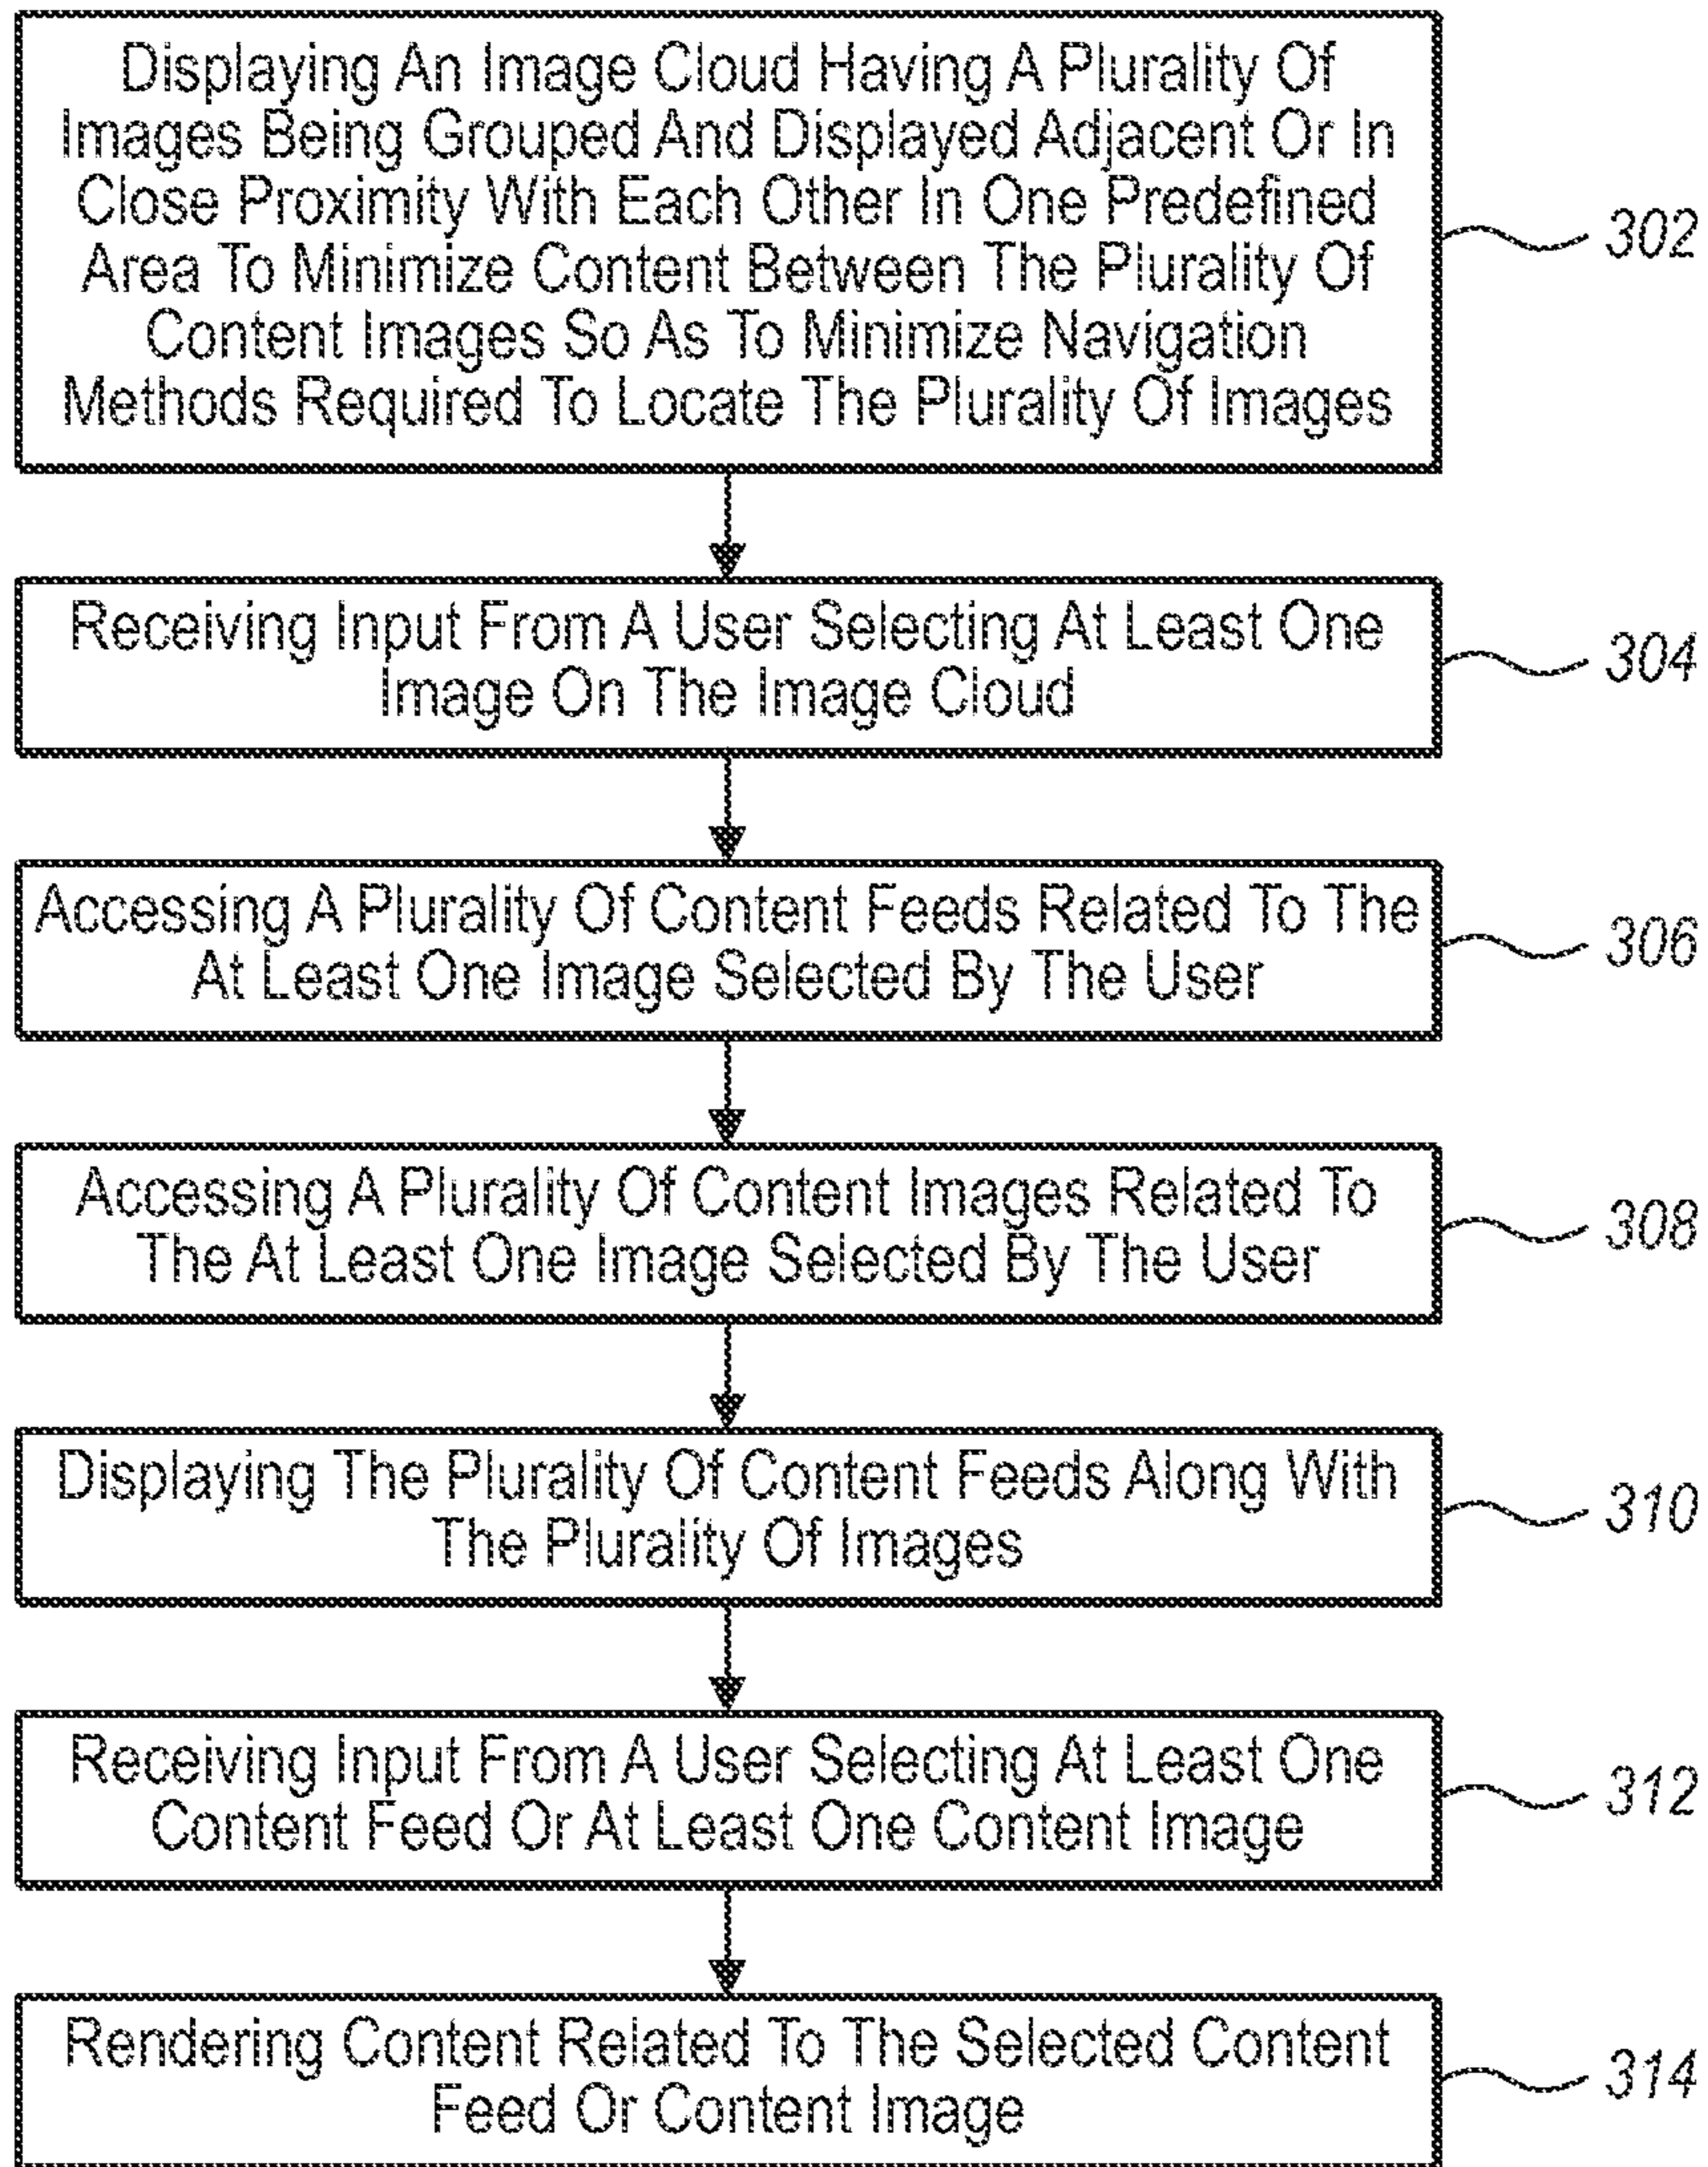 Displaying An Image Cloud Having A Plurality Of
Images Being Grouped And Displayed Adjacent Or In
Close Proximity With Each Other In One Predefined
Area To Minimize Content Between The Plurality Of
Content Images So As To Minimize Navigation
Methods Required To Locate The Plurality Of Images
302
Receiving Input From A User Selecting At Least One
Image On The Image Cloud
304
Accessing A Plurality Of Content Feeds Related To The
At Least One Image Selected By The User
306
Accessing A Plurality Of Content Images Related To
The At Least One Image Selected By The User
308
Displaying The Plurality Of Content Feeds Along With
The Plurality Of Images
310
Receiving Input From A User Selecting At Least One
Content Feed Or At Least One Content Image
312
Rendering Content Related To The Selected Content
Feed Or Content Image
314